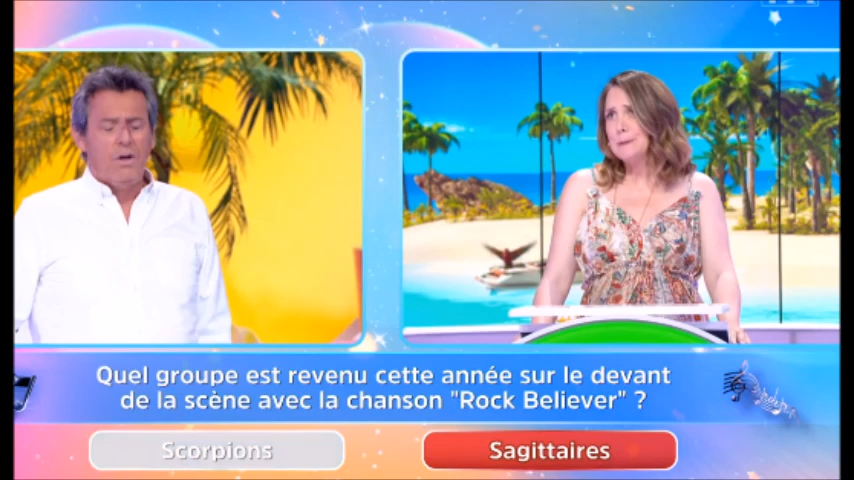 Quel groupe est revenu cette année sur le devant
de la scène avec la chanson "Rock Believer" ?
Scorpions
Sagittaires